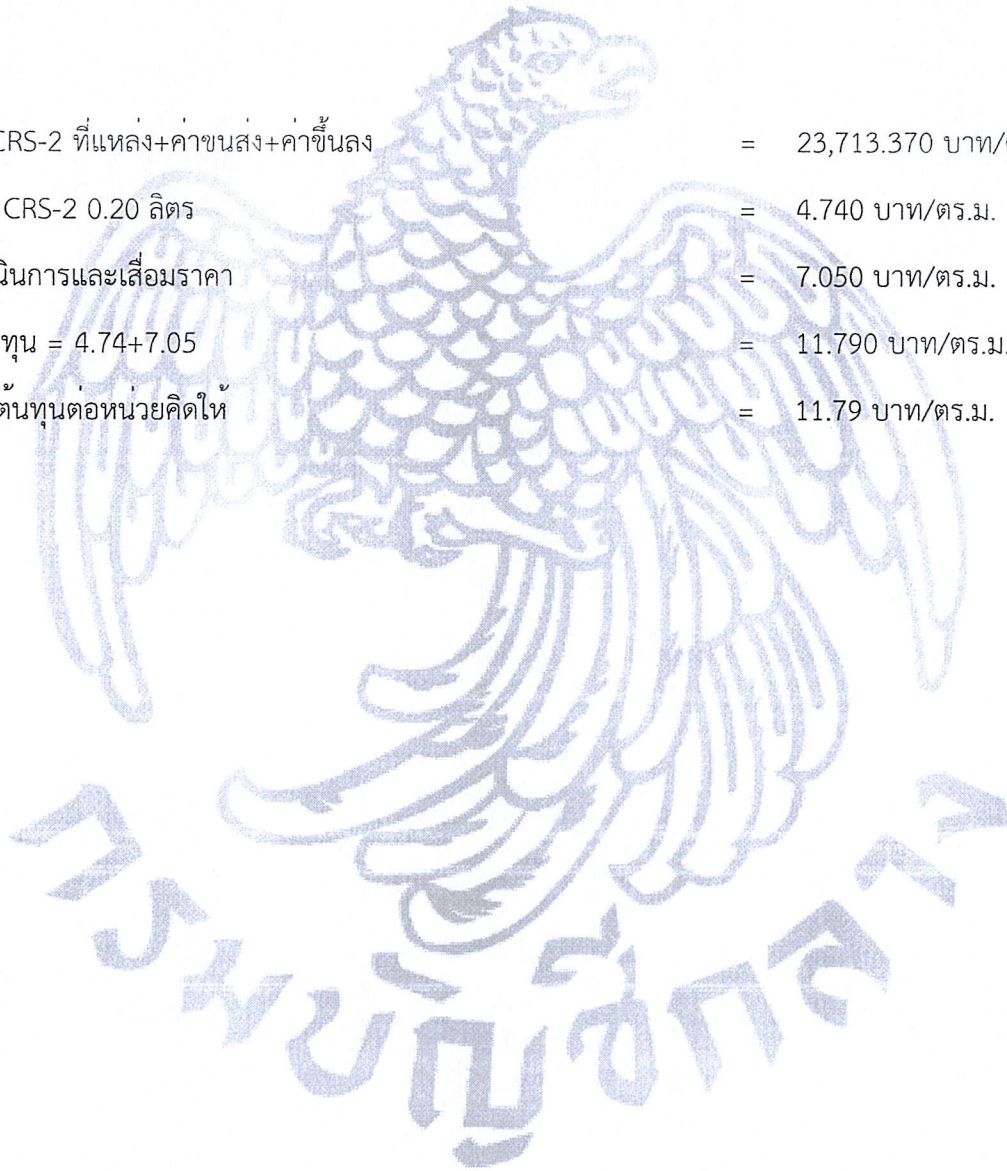 CRS-2 ที่แหล่ง+ค่าขนส่ง+ค่าขึ้นลง = 23,713.370 บาท/
CRS-2 0.20 ลิตร = 4.740 บาท/ตร.ม.
นินการและเสื่อมราคา = 7.050 บาท/ตร.ม.
ทุน = 4.74+7.05 = 11.790 บาท/ตร.ม.
ต้นทุนต่อหน่วยคิดให้ = 11.79 บาท/ตร.ม.
กรมบัญชีกลาง